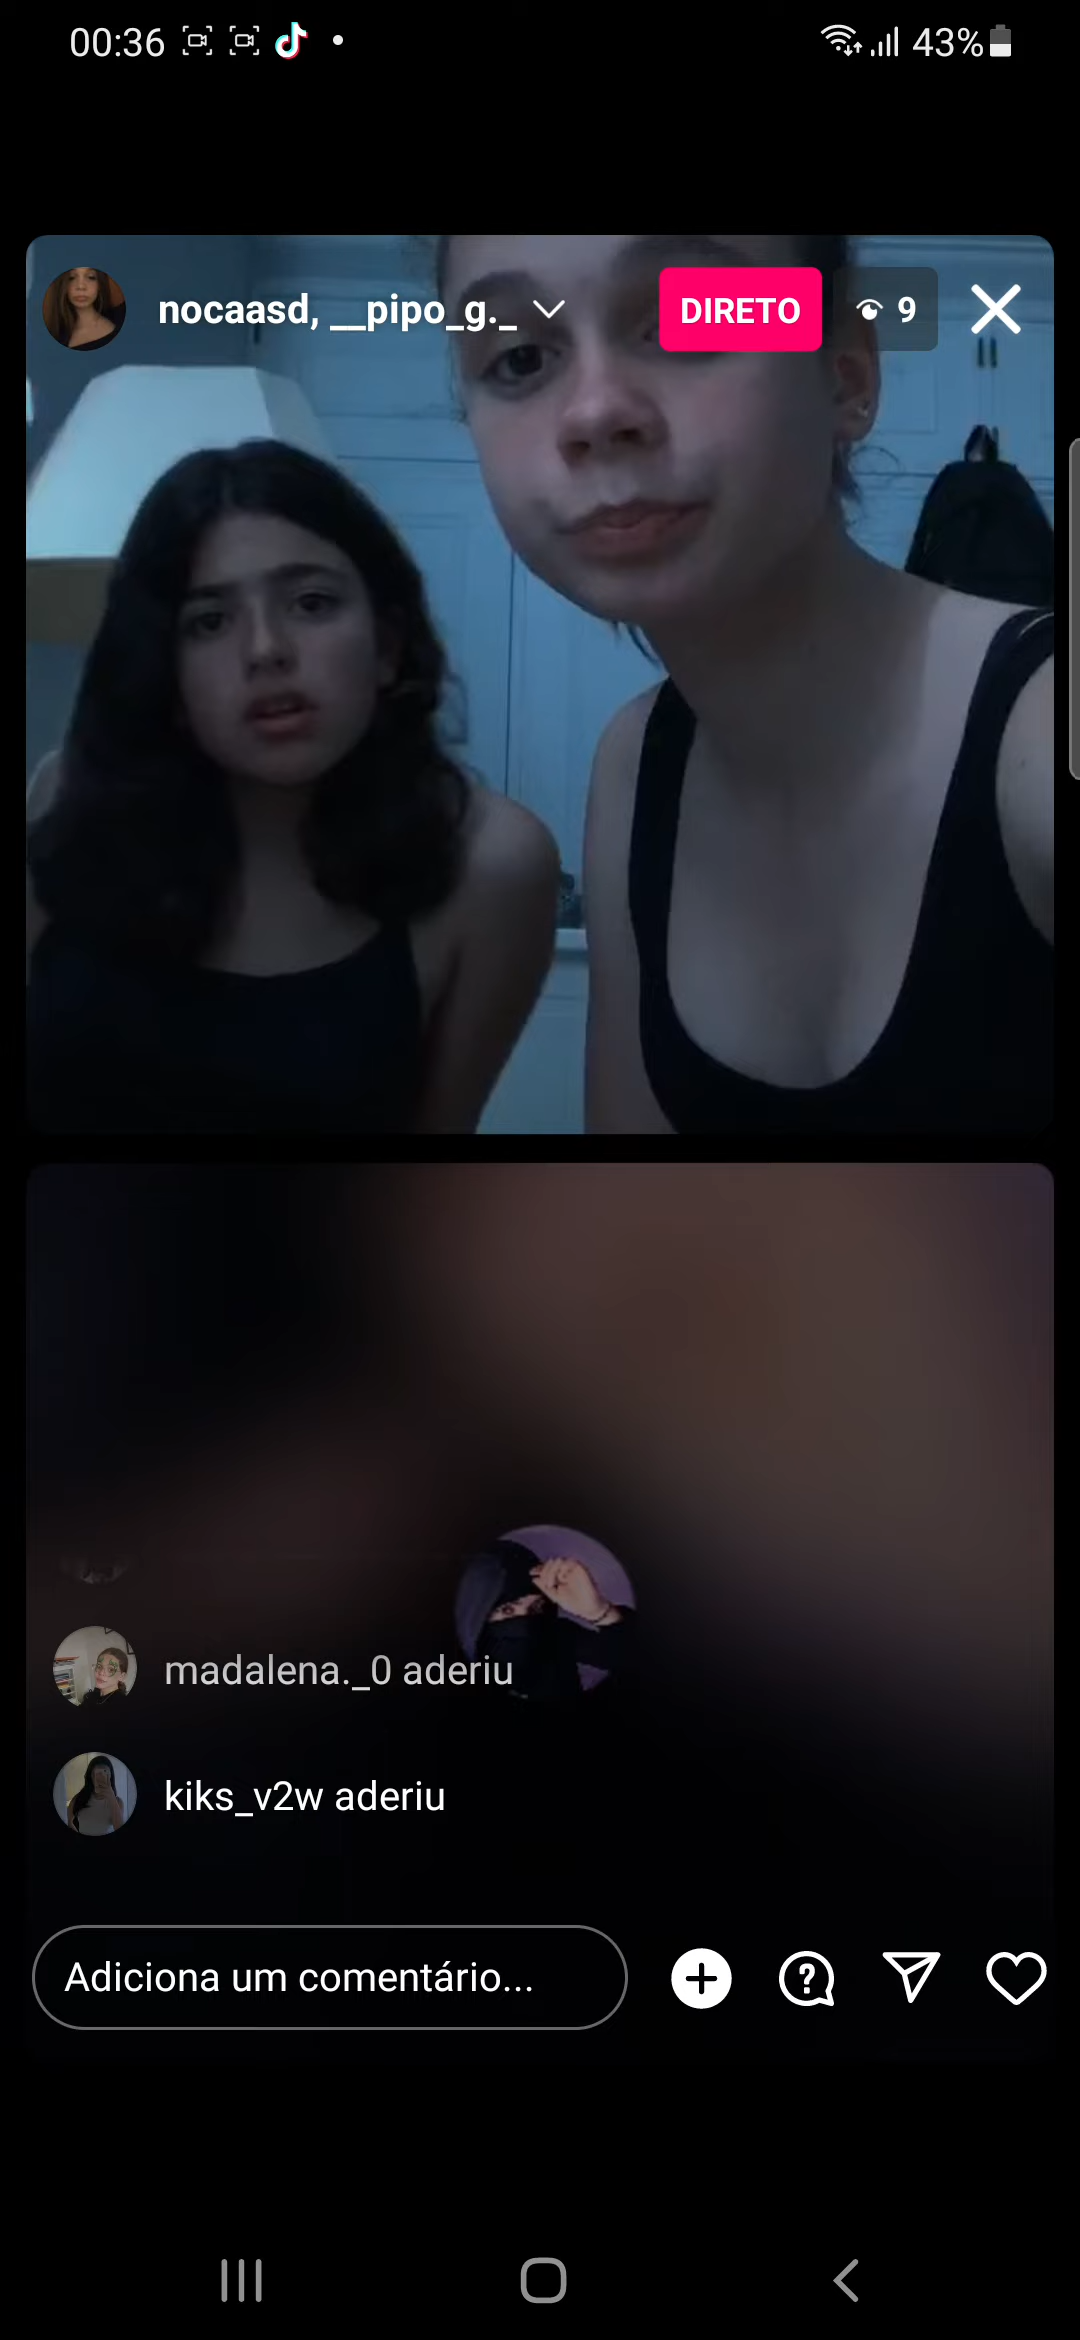 00:36
43%
nocaasd, __pipo_g._
DIRETO
9
madalena._0 aderiu
kiks_v2w aderiu
Adiciona um comentário...